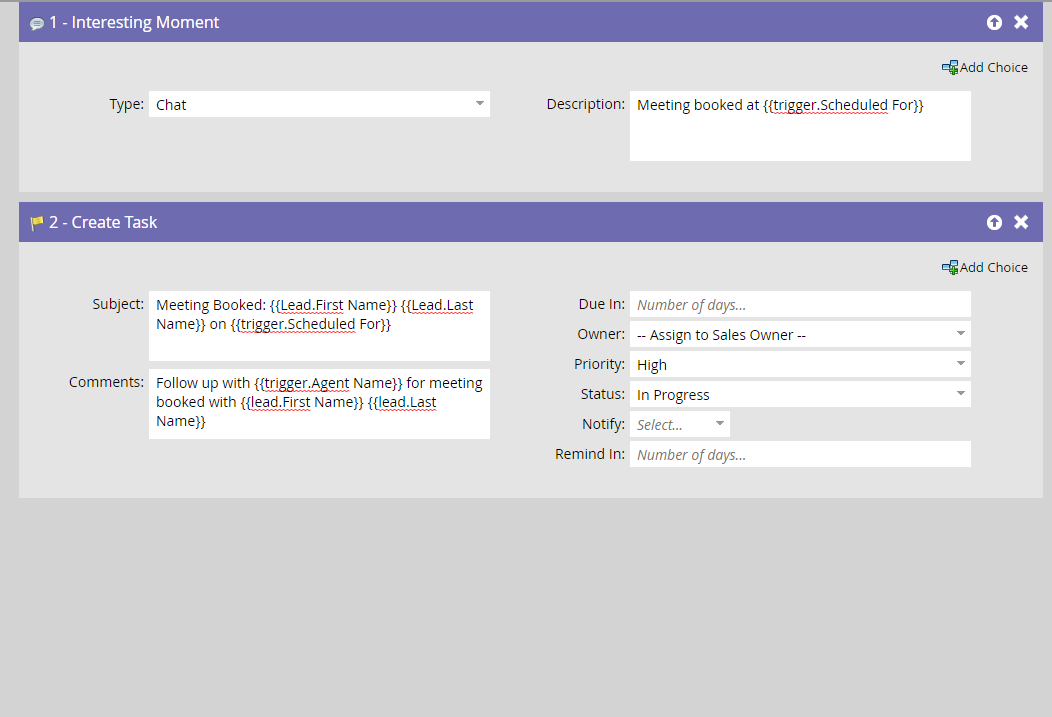 1 - Interesting Moment
Add Choice
Type: Chat
Description: Meeting booked at {{trigger.Scheduled For}}
2 - Create Task
Add Choice
Subject: Meeting Booked: {{Lead.First Name}} {{Lead.Last
Name}} on {{trigger.Scheduled For}}
Comments: Follow up with {{trigger.Agent Name}} for meeting
booked with {{lead.First Name}} {{lead.Last
Name}}
Due In: Number of days...
Owner: -- Assign to Sales Owner --
Priority: High
Status: In Progress
Notify: Select...
Remind In: Number of days...